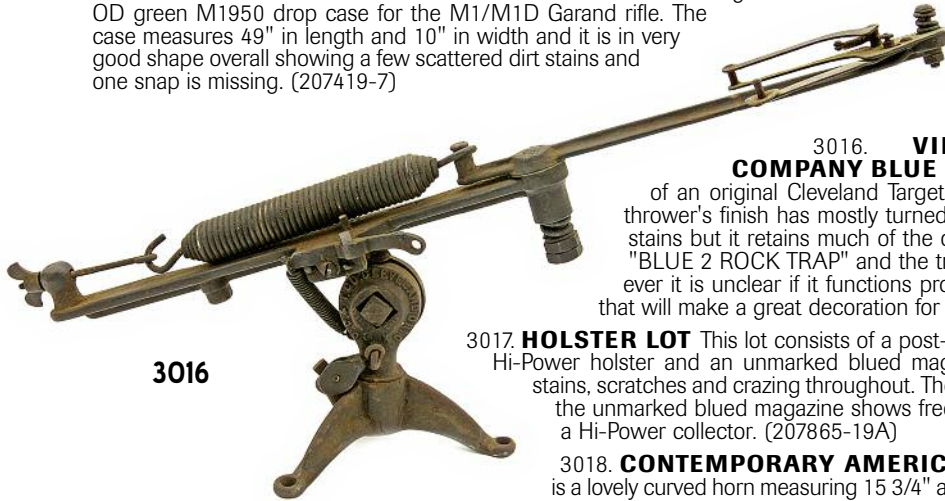 OD green M1950 drop case for the M1/M1D Garand rifle. The
case measures 49" in length and 10" in width and it is in very
good shape overall showing a few scattered dirt stains and
one snap is missing. (207419-7)
3016.
COMPANY BLUE
of an original Cleveland Target
thrower's finish has mostly turned
stains but it retains much of the
"BLUE 2 ROCK TRAP" and the
ever it is unclear if it functions
that will make a great decoration for
3016
3017. HOLSTER LOT This lot consists of a post-
Hi-Power holster and an unmarked blued
stains, scratches and crazing throughout.
the unmarked blued magazine shows
a Hi-Power collector. (207865-19A)
3018. CONTEMPORARY
is a lovely curved horn measuring 15 3/4"